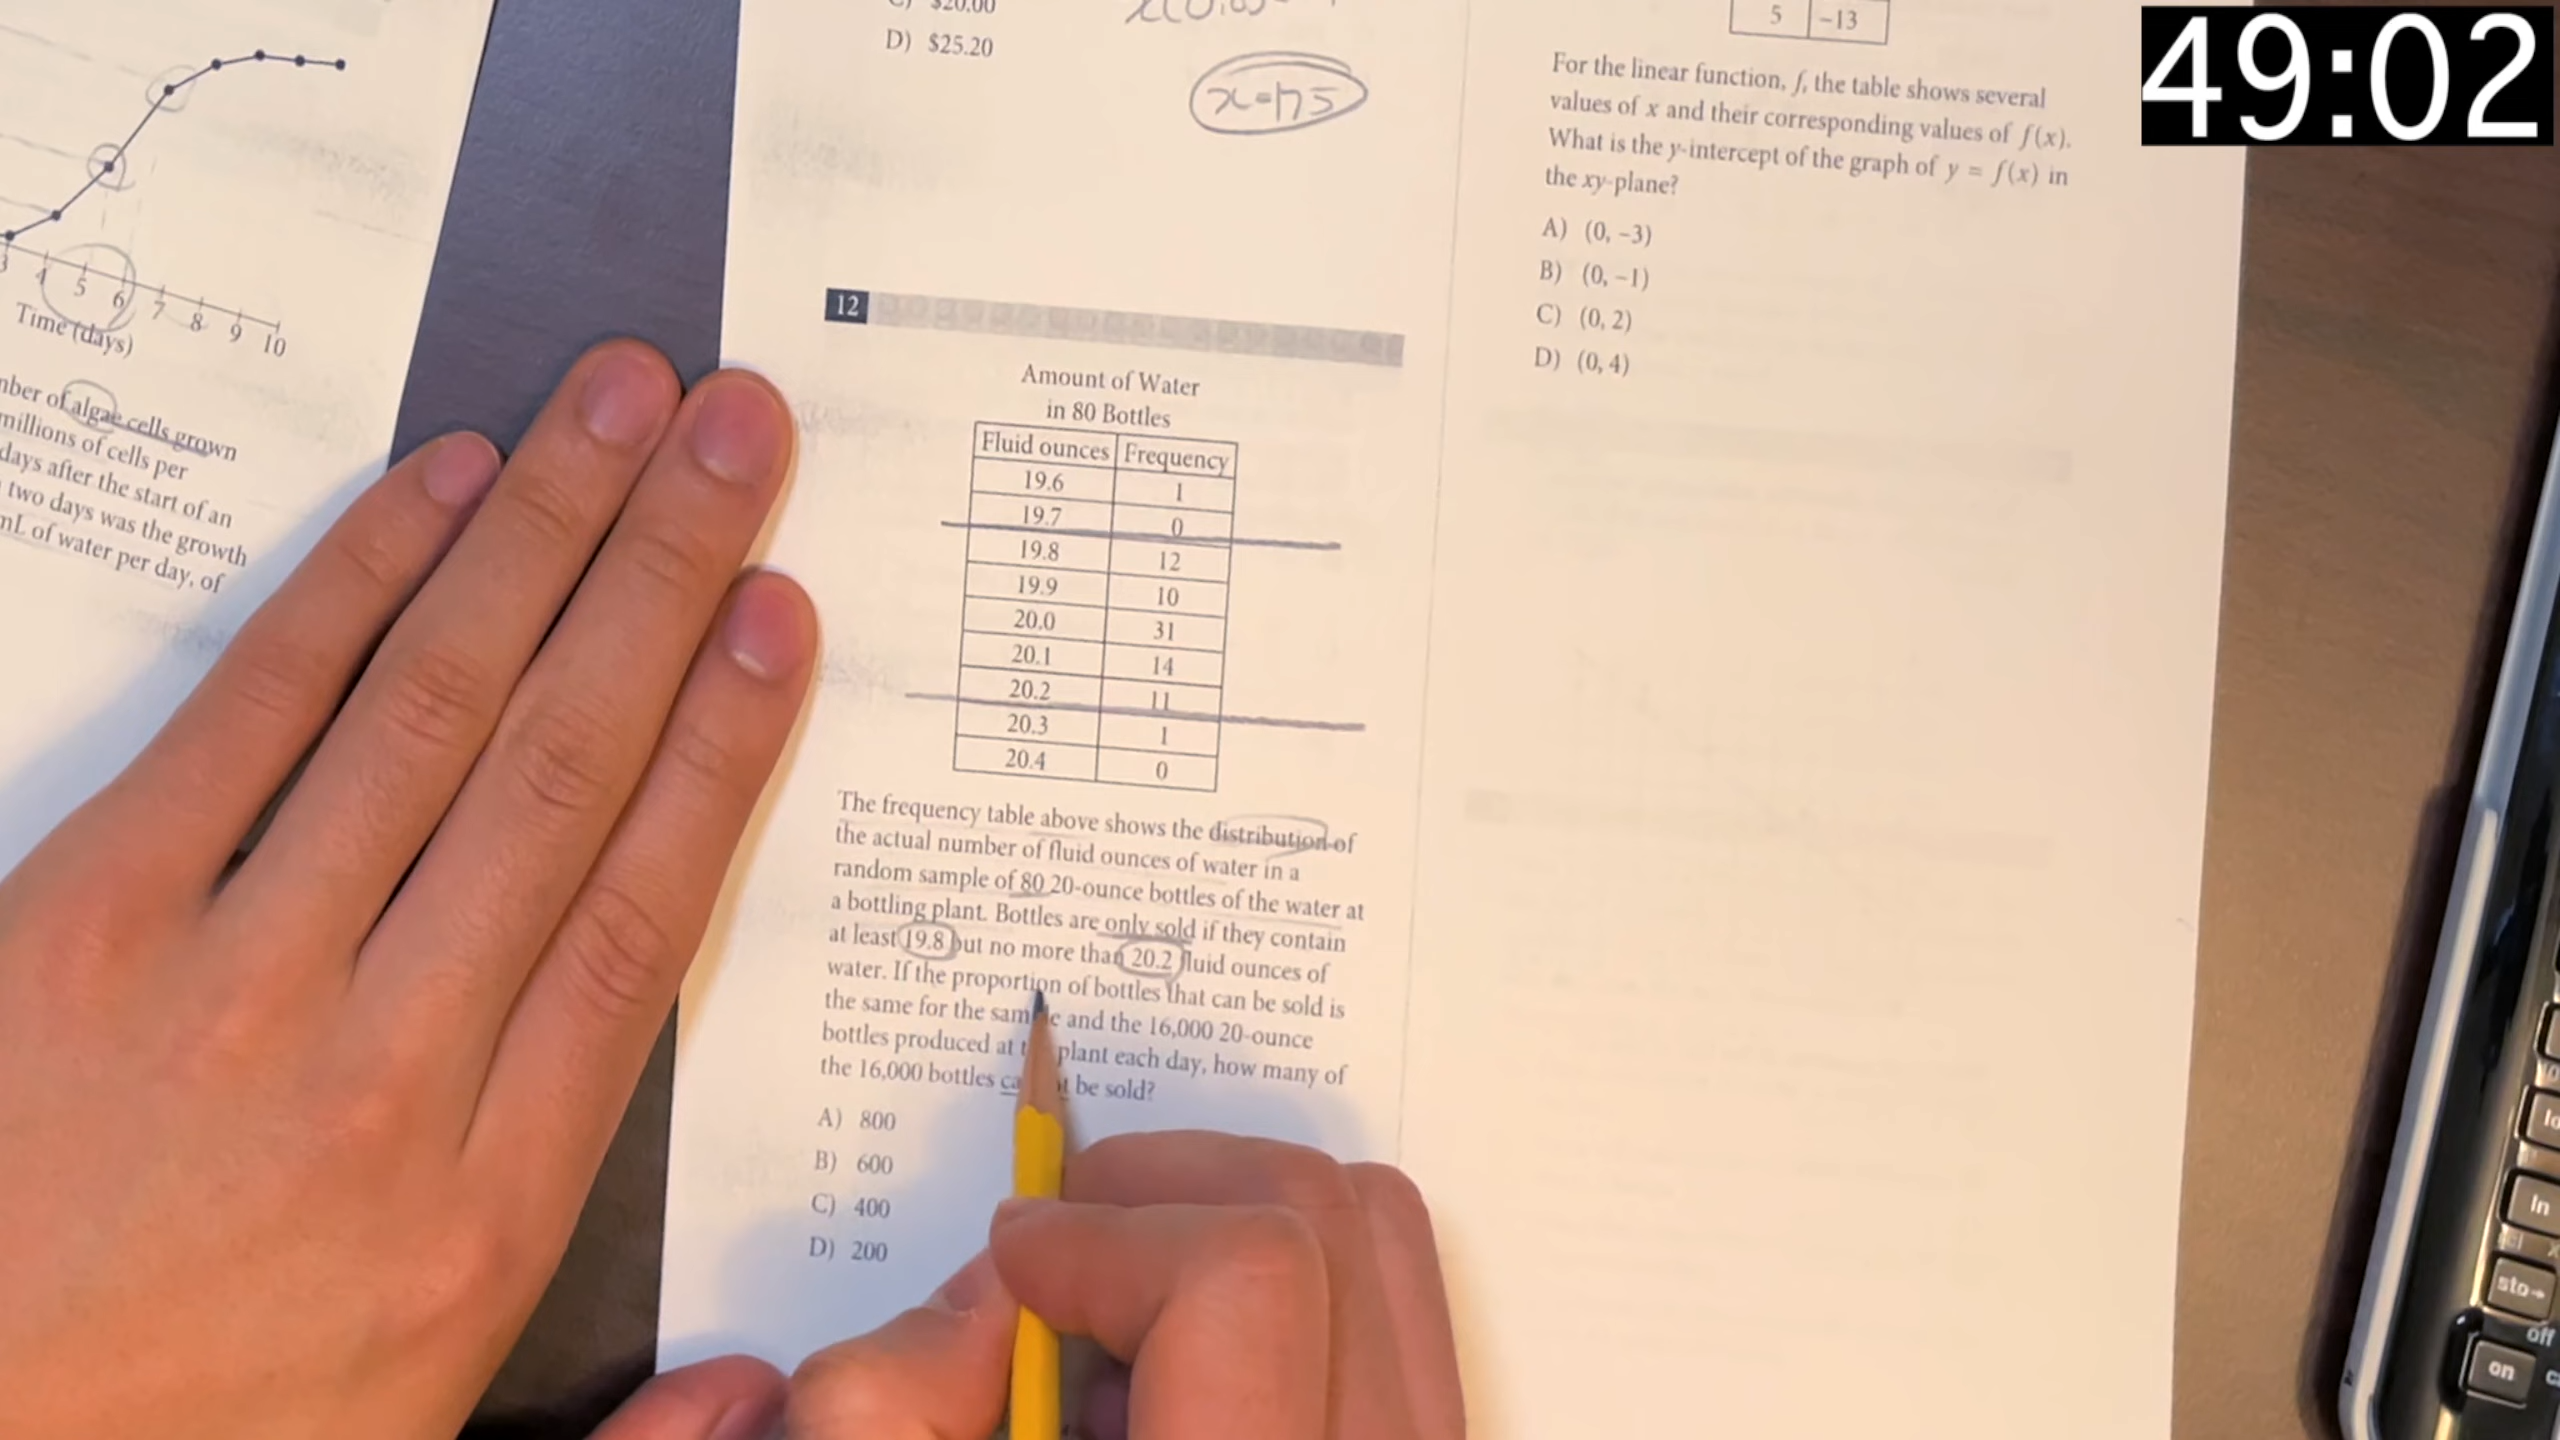 49:02
3 4 5 6 7 8 9 10
Time (days)
of algae cells grown
millions of cells per
days after the start of an
two days was the growth
mL of water per day, of
$20.00
D) $25.20
x=175
12
Amount of Water
in 80 Bottles
Fluid ounces Frequency
19.6 1
19.7 0
19.8 12
19.9 10
20.0 31
20.1 14
20.2 11
20.3 1
20.4 0
The frequency table above shows the distribution of
the actual number of fluid ounces of water in a
random sample of 80 20-ounce bottles of the water at
a bottling plant. Bottles are only sold if they contain
at least 19.8 but no more than 20.2 fluid ounces of
water. If the proportion of bottles that can be sold is
the same for the sample and the 16,000 20-ounce
bottles produced at plant each day, how many of
the 16,000 bottles be sold?
A) 800
B) 600
C) 400
D) 200
5 -13
For the linear function, f, the table shows several
values of x and their corresponding values of f(x).
What is the y-intercept of the graph of y = f(x) in
the xy-plane?
A) (0, -3)
B) (0, -1)
C) (0, 2)
D) (0, 4)
ln
sto→
off
on